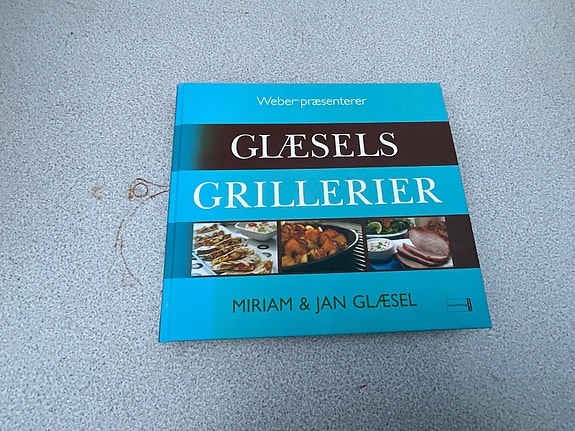 Weber præsenterer
GLÆSELS
GRILLERIER
MIRIAM & JAN GLÆSEL